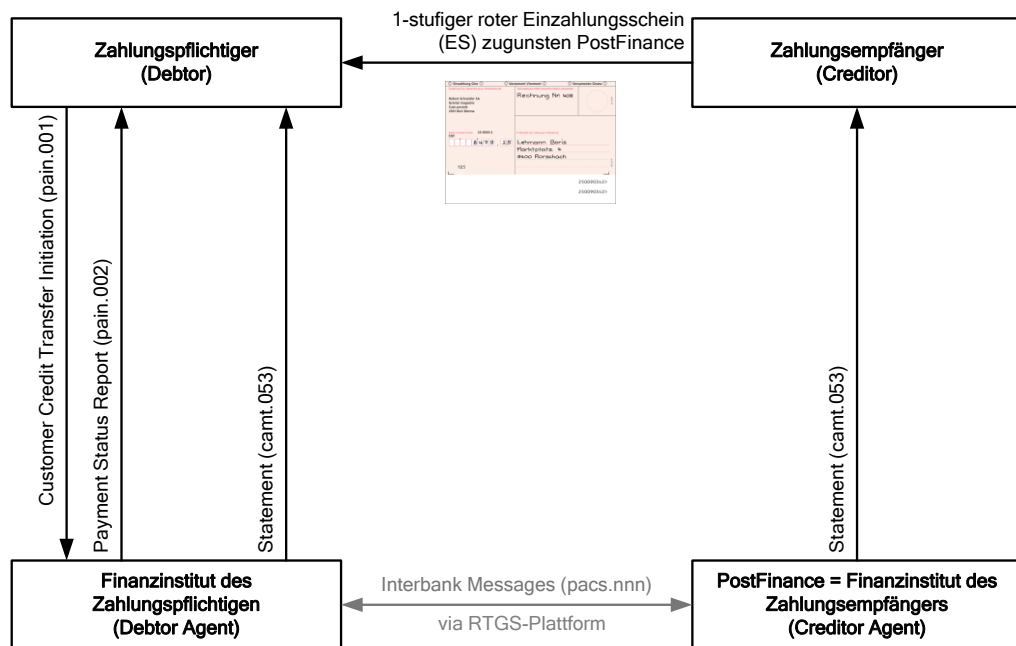 Zahlungspflichtiger
(Debtor)
1-stufiger roter Einzahlungsschein
(ES) zugunsten PostFinance
Zahlungsempfänger
(Creditor)
Rechnung Nr. 408
Lehmann Boris
Marktplatz 4
9400 Rorschach
105
Customer Credit Transfer Initiation (pain.001)
Payment Status Report (pain.002)
Statement (camt.053)
Statement (camt.053)
Finanzinstitut des
Zahlungspflichtigen
(Debtor Agent)
Interbank Messages (pacs.nnn)
via RTGS-Plattform
PostFinance = Finanzinstitut des
Zahlungsempfängers
(Creditor Agent)